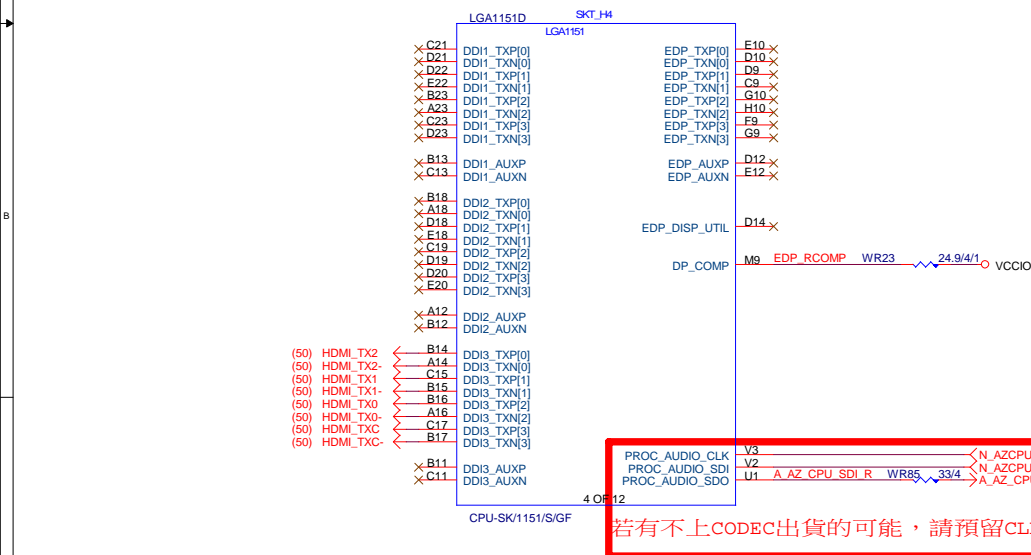 LGA1151D SKT_H4
LGA1151
C21 DDI1_TXP[0] EDP_TXP[0] E10
D21 DDI1_TXN[0] EDP_TXN[0] D10
D22 DDI1_TXP[1] EDP_TXP[1] D9
E22 DDI1_TXN[1] EDP_TXN[1] C9
B23 DDI1_TXP[2] EDP_TXP[2] G10
A23 DDI1_TXN[2] EDP_TXN[2] H10
C23 DDI1_TXP[3] EDP_TXP[3] F9
D23 DDI1_TXN[3] EDP_TXN[3] G9
B13 DDI1_AUXP EDP_AUXP D12
C13 DDI1_AUXN EDP_AUXN E12
B18 DDI2_TXP[0]
A18 DDI2_TXN[0]
B D18 DDI2_TXP[1] EDP_DISP_UTIL D14
E18 DDI2_TXN[1]
C19 DDI2_TXP[2]
D19 DDI2_TXN[2] DP_COMP M9 EDP_RCOMP WR23 24.9/4/1 VCCIO
D20 DDI2_TXP[3]
E20 DDI2_TXN[3]
A12 DDI2_AUXP
B12 DDI2_AUXN
(50) HDMI_TX2 B14 DDI3_TXP[0]
(50) HDMI_TX2- A14 DDI3_TXN[0]
(50) HDMI_TX1 C15 DDI3_TXP[1]
(50) HDMI_TX1- B15 DDI3_TXN[1]
(50) HDMI_TX0 B16 DDI3_TXP[2]
(50) HDMI_TX0- A16 DDI3_TXN[2]
(50) HDMI_TXC C17 DDI3_TXP[3]
(50) HDMI_TXC- B17 DDI3_TXN[3]
PROC_AUDIO_CLK V3 N_AZCPU
B11 DDI3_AUXP PROC_AUDIO_SDI V2 N_AZCPU
C11 DDI3_AUXN PROC_AUDIO_SDO U1 A_AZ_CPU_SDI_R WR85 33/4 A_AZ_CPU
4 OF 12
CPU-SK/1151/S/GF
若有不上CODEC出貨的可能，請預留CL